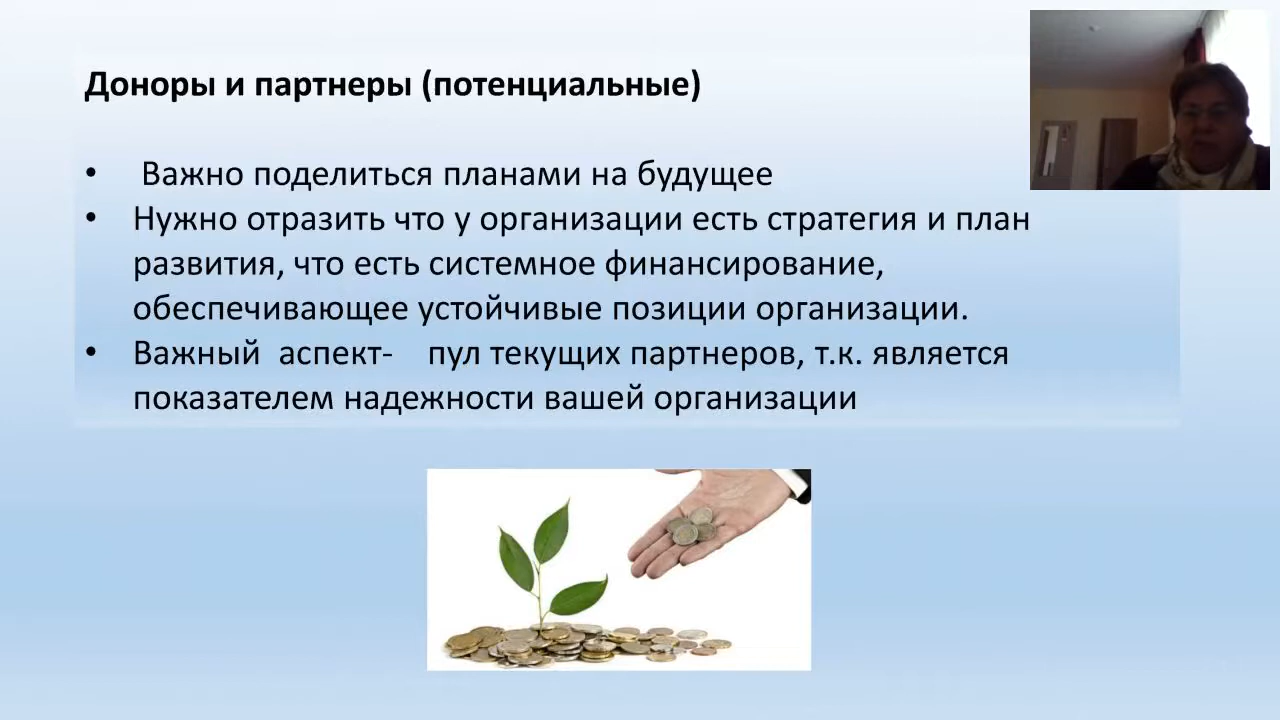 Доноры и партнеры (потенциальные)
• Важно поделиться планами на будущее
• Нужно отразить что у организации есть стратегия и план
развития, что есть системное финансирование,
обеспечивающее устойчивые позиции организации.
• Важный аспект- пул текущих партнеров, т.к. является
показателем надежности вашей организации